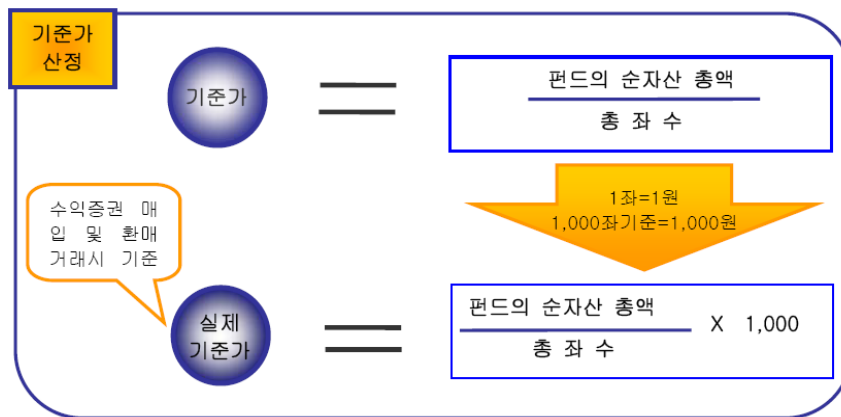 기준가
산정
기준가
펀드의 순자산 총액
총 좌 수
1좌=1원
1,000좌기준=1,000원
수익증권 매
입 및 환매
거래시 기준
실제
기준가
펀드의 순자산 총액
X 1,000
총 좌 수